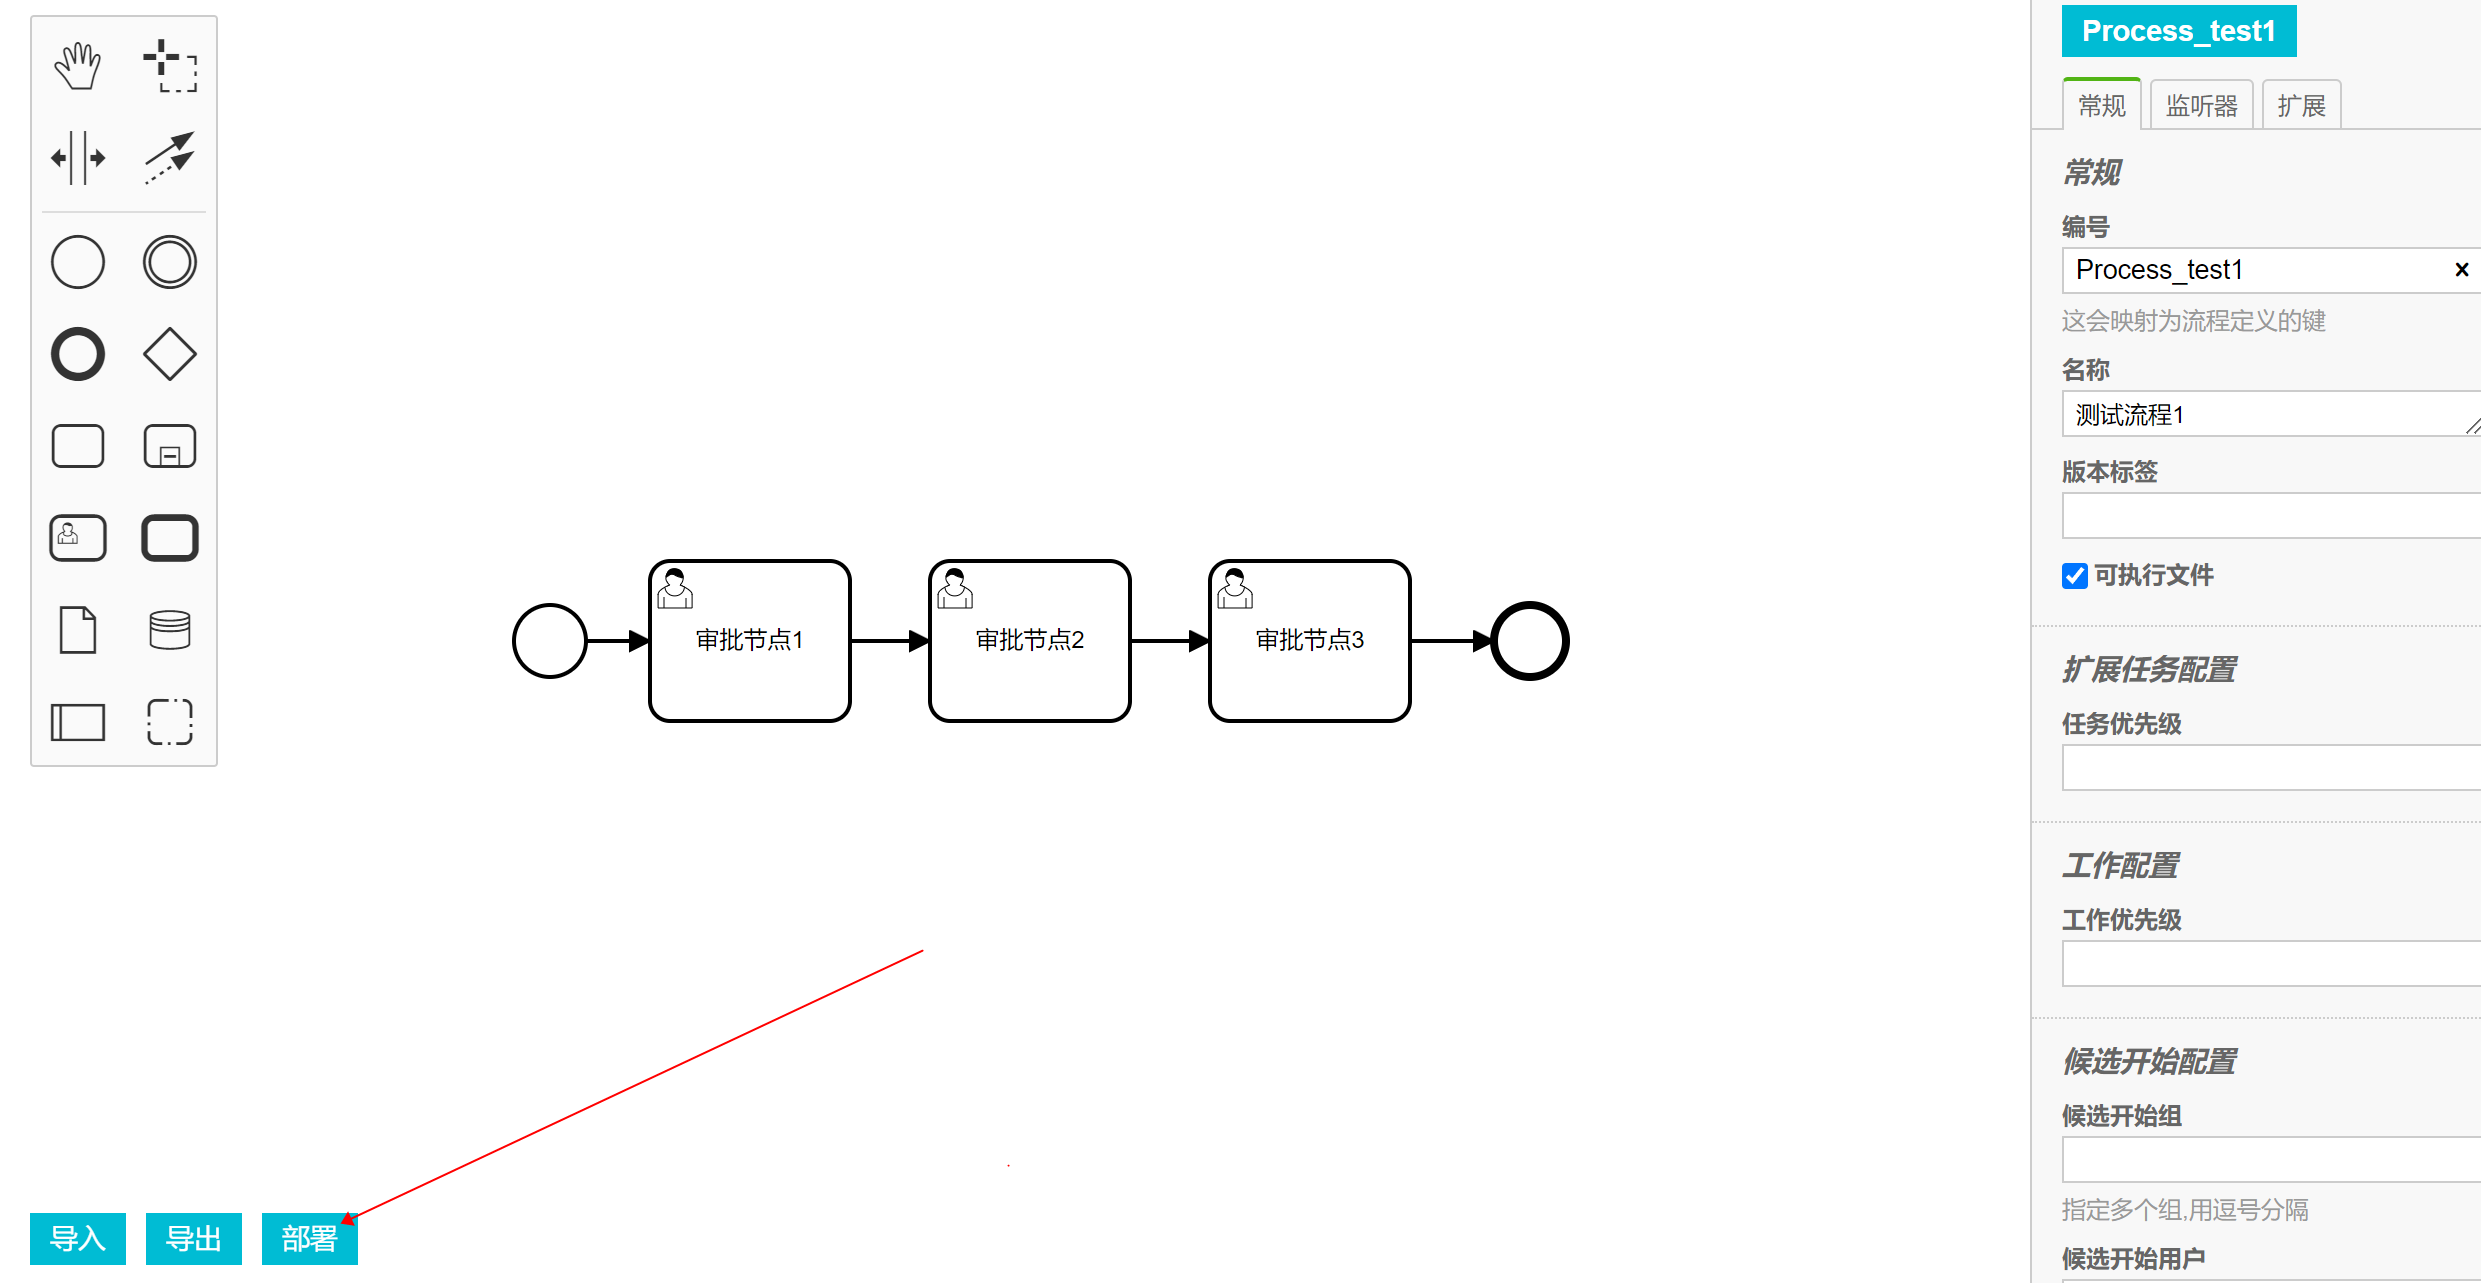 Process_test1
常规
监听器
扩展
常规
编号
Process_test1
这会映射为流程定义的键
名称
测试流程1
版本标签
可执行文件
扩展任务配置
任务优先级
工作配置
工作优先级
候选开始配置
候选开始组
指定多个组,用逗号分隔
候选开始用户
审批节点1
审批节点2
审批节点3
导入
导出
部署